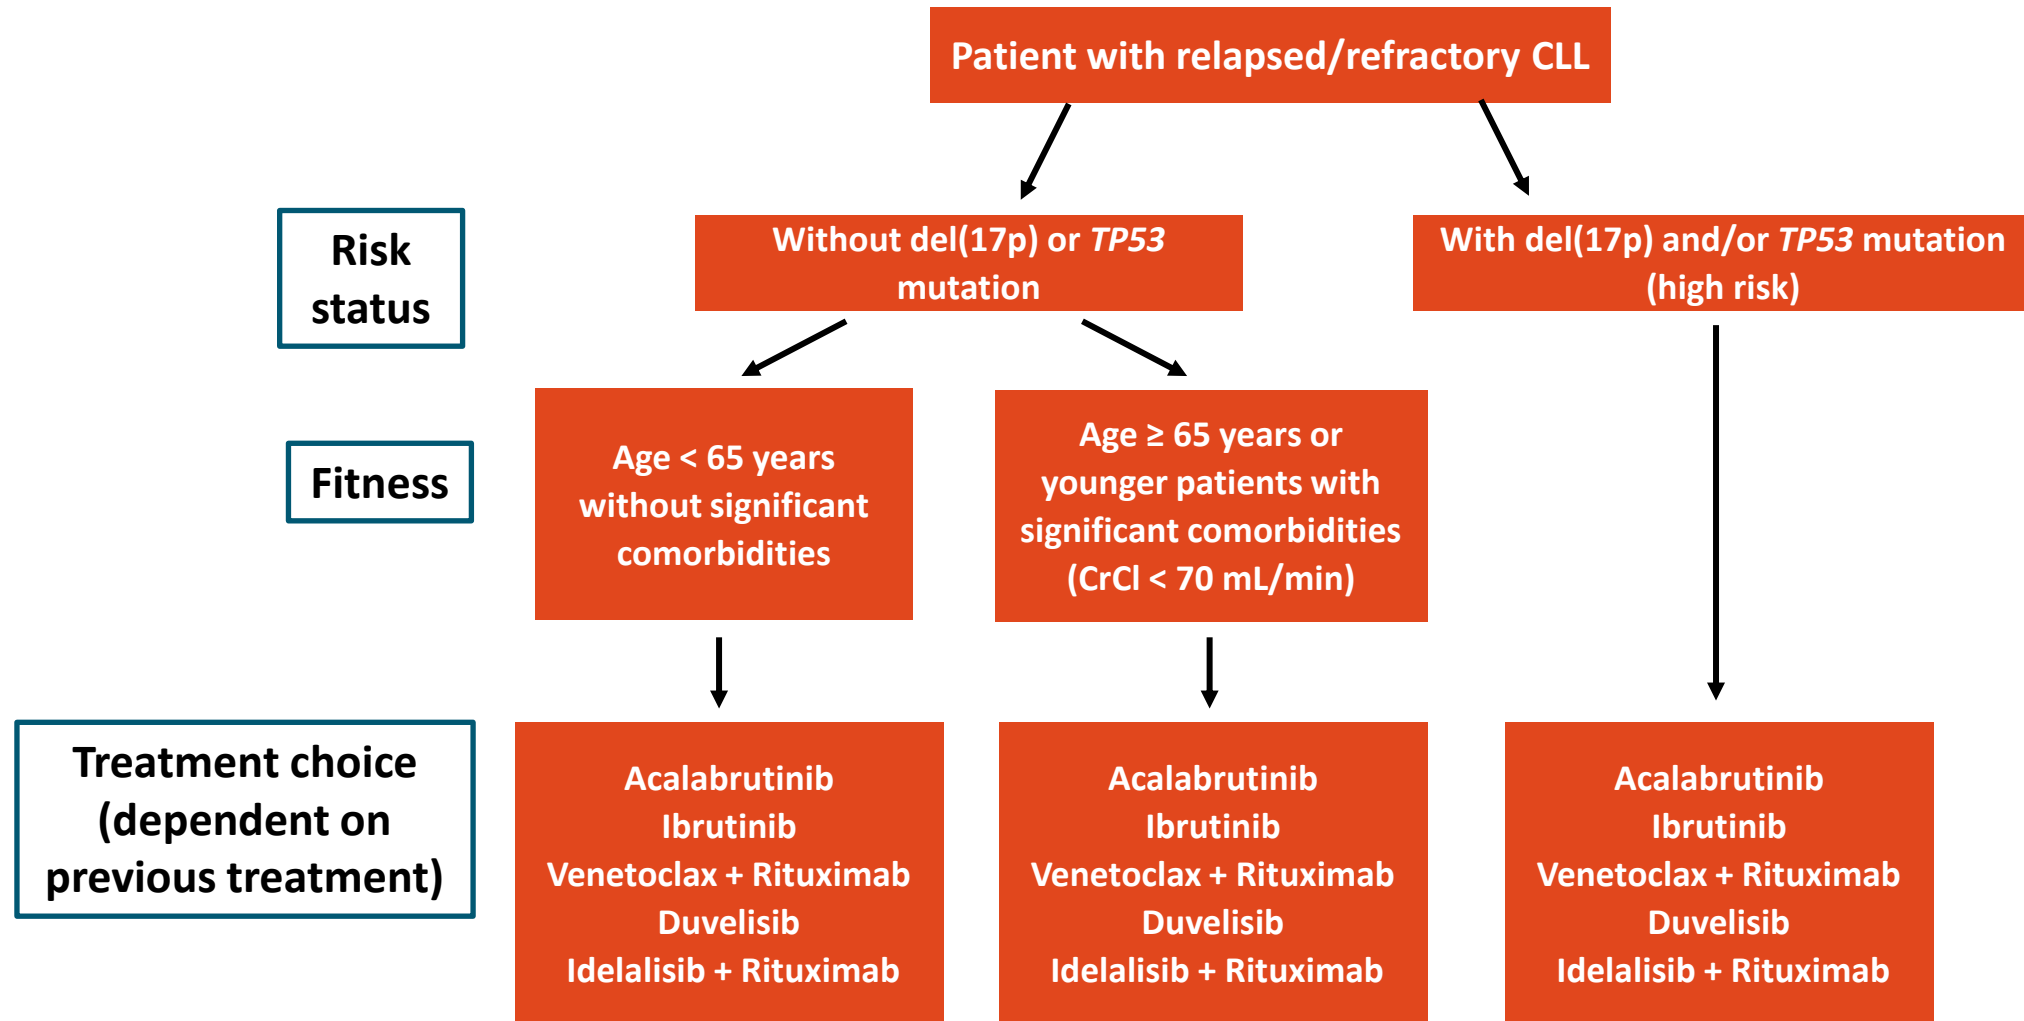 Patient with relapsed/refractory CLL
Risk
status
Without del(17p) or TP53
mutation
With del(17p) and/or TP53 mutation
(high risk)
Fitness
Age < 65 years
without significant
comorbidities
Age ≥ 65 years or
younger patients with
significant comorbidities
(CrCl < 70 mL/min)
Treatment choice
(dependent on
previous treatment)
Acalabrutinib
Ibrutinib
Venetoclax + Rituximab
Duvelisib
Idelalisib + Rituximab
Acalabrutinib
Ibrutinib
Venetoclax + Rituximab
Duvelisib
Idelalisib + Rituximab
Acalabrutinib
Ibrutinib
Venetoclax + Rituximab
Duvelisib
Idelalisib + Rituximab